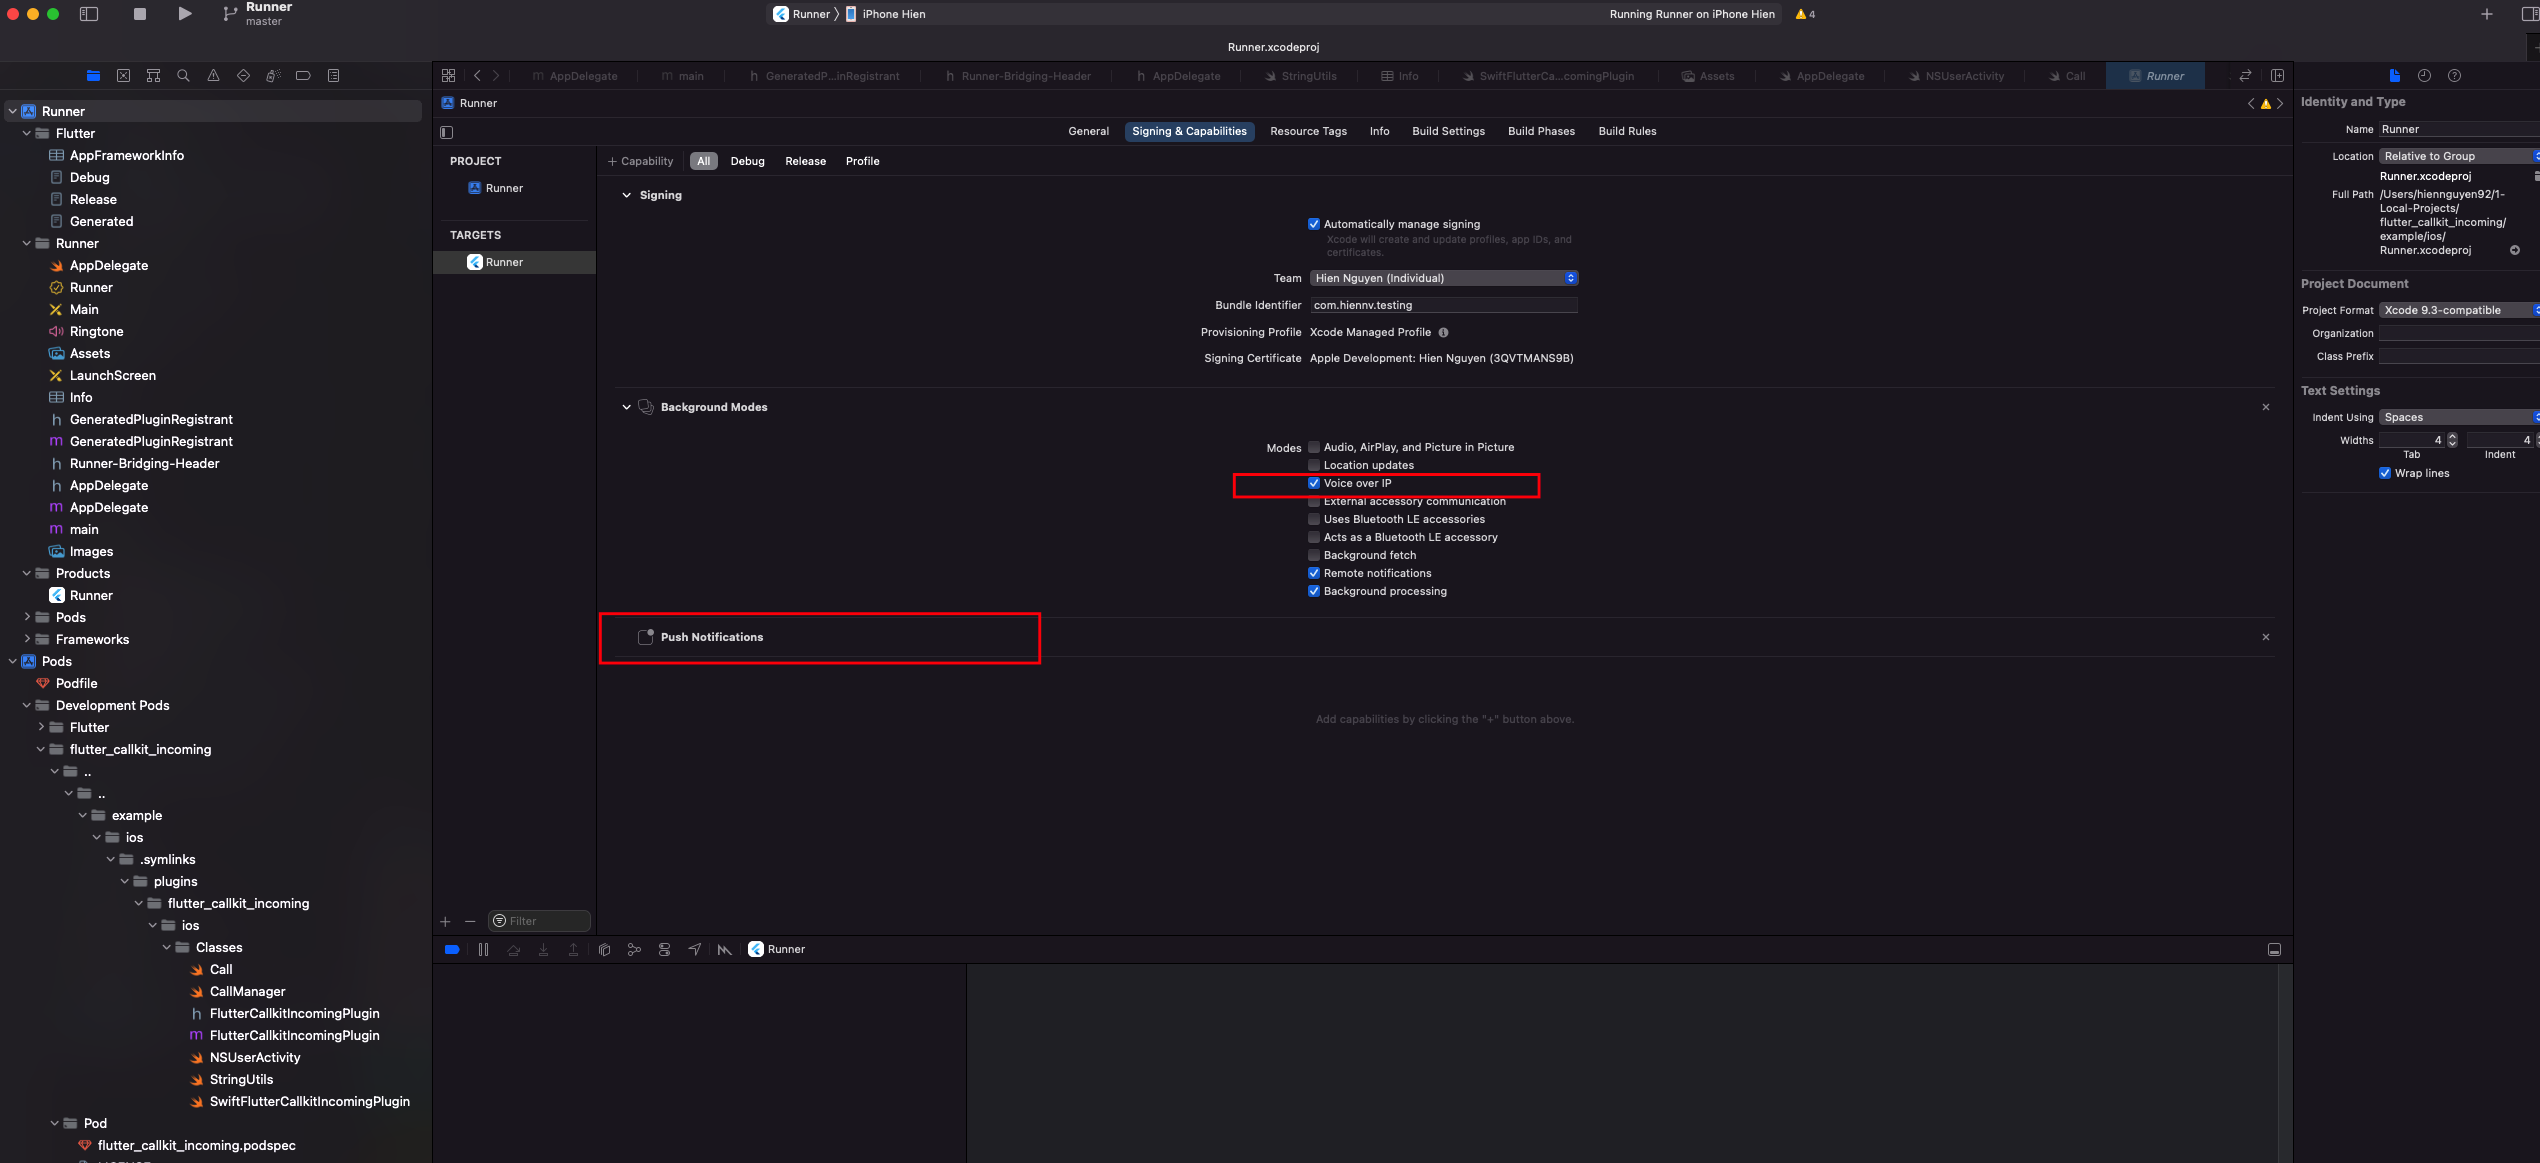 Runner
master
Runner
iPhone Hien
Running Runner on iPhone Hien
4
Runner.xcodeproj
AppDelegate
main
GeneratedP...inRegistrant
Runner-Bridging-Header
AppDelegate
StringUtils
Info
SwiftFlutterCa...comingPlugin
Assets
AppDelegate
NSUserActivity
Call
Runner
Runner
General
Signing & Capabilities
Resource Tags
Info
Build Settings
Build Phases
Build Rules
Runner
Flutter
AppFrameworkInfo
Debug
Release
Generated
Runner
AppDelegate
Runner
Main
Ringtone
Assets
LaunchScreen
Info
GeneratedPluginRegistrant
GeneratedPluginRegistrant
Runner-Bridging-Header
AppDelegate
AppDelegate
main
Images
Products
Runner
Pods
Frameworks
Pods
Podfile
Development Pods
Flutter
flutter_callkit_incoming
..
..
example
ios
.symlinks
plugins
flutter_callkit_incoming
ios
Classes
Call
CallManager
FlutterCallkitIncomingPlugin
FlutterCallkitIncomingPlugin
NSUserActivity
StringUtils
SwiftFlutterCallkitIncomingPlugin
Pod
flutter_callkit_incoming.podspec
PROJECT
Runner
TARGETS
Runner
Filter
+ Capability
All
Debug
Release
Profile
Signing
Automatically manage signing
Xcode will create and update profiles, app IDs, and
certificates.
Team Hien Nguyen (Individual)
Bundle Identifier com.hiennv.testing
Provisioning Profile Xcode Managed Profile
Signing Certificate Apple Development: Hien Nguyen (3QVTMANS9B)
Background Modes
Modes
Audio, AirPlay, and Picture in Picture
Location updates
Voice over IP
External accessory communication
Uses Bluetooth LE accessories
Acts as a Bluetooth LE accessory
Background fetch
Remote notifications
Background processing
Push Notifications
Add capabilities by clicking the "+" button above.
Runner
Identity and Type
Name Runner
Location Relative to Group
Runner.xcodeproj
Full Path /Users/hiennguyen92/1-
Local-Projects/
flutter_callkit_incoming/
example/ios/
Runner.xcodeproj
Project Document
Project Format Xcode 9.3-compatible
Organization
Class Prefix
Text Settings
Indent Using Spaces
Widths 4 4
Tab Indent
Wrap lines